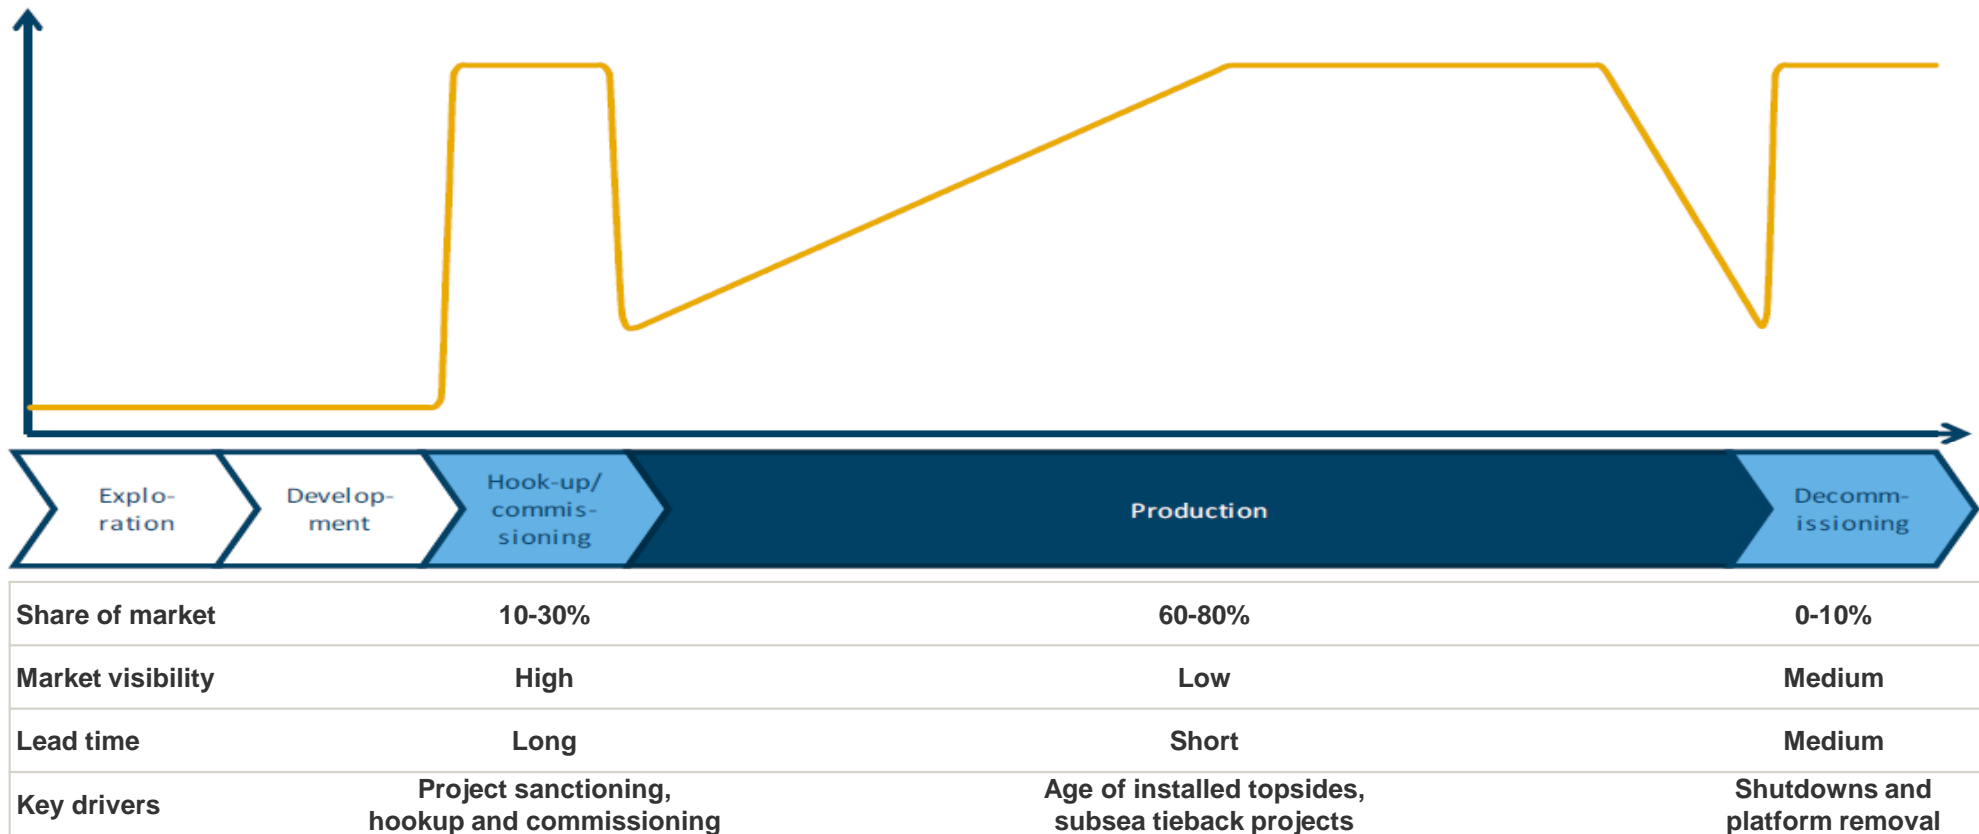 Explo-
ration
Develop-
ment
Hook-up/
commis-
sioning
Production
Decomm-
issioning
Share of market 10-30% 60-80% 0-10%
Market visibility High Low Medium
Lead time Long Short Medium
Key drivers
Project sanctioning,
hookup and commissioning
Age of installed topsides,
subsea tieback projects
Shutdowns and
platform removal